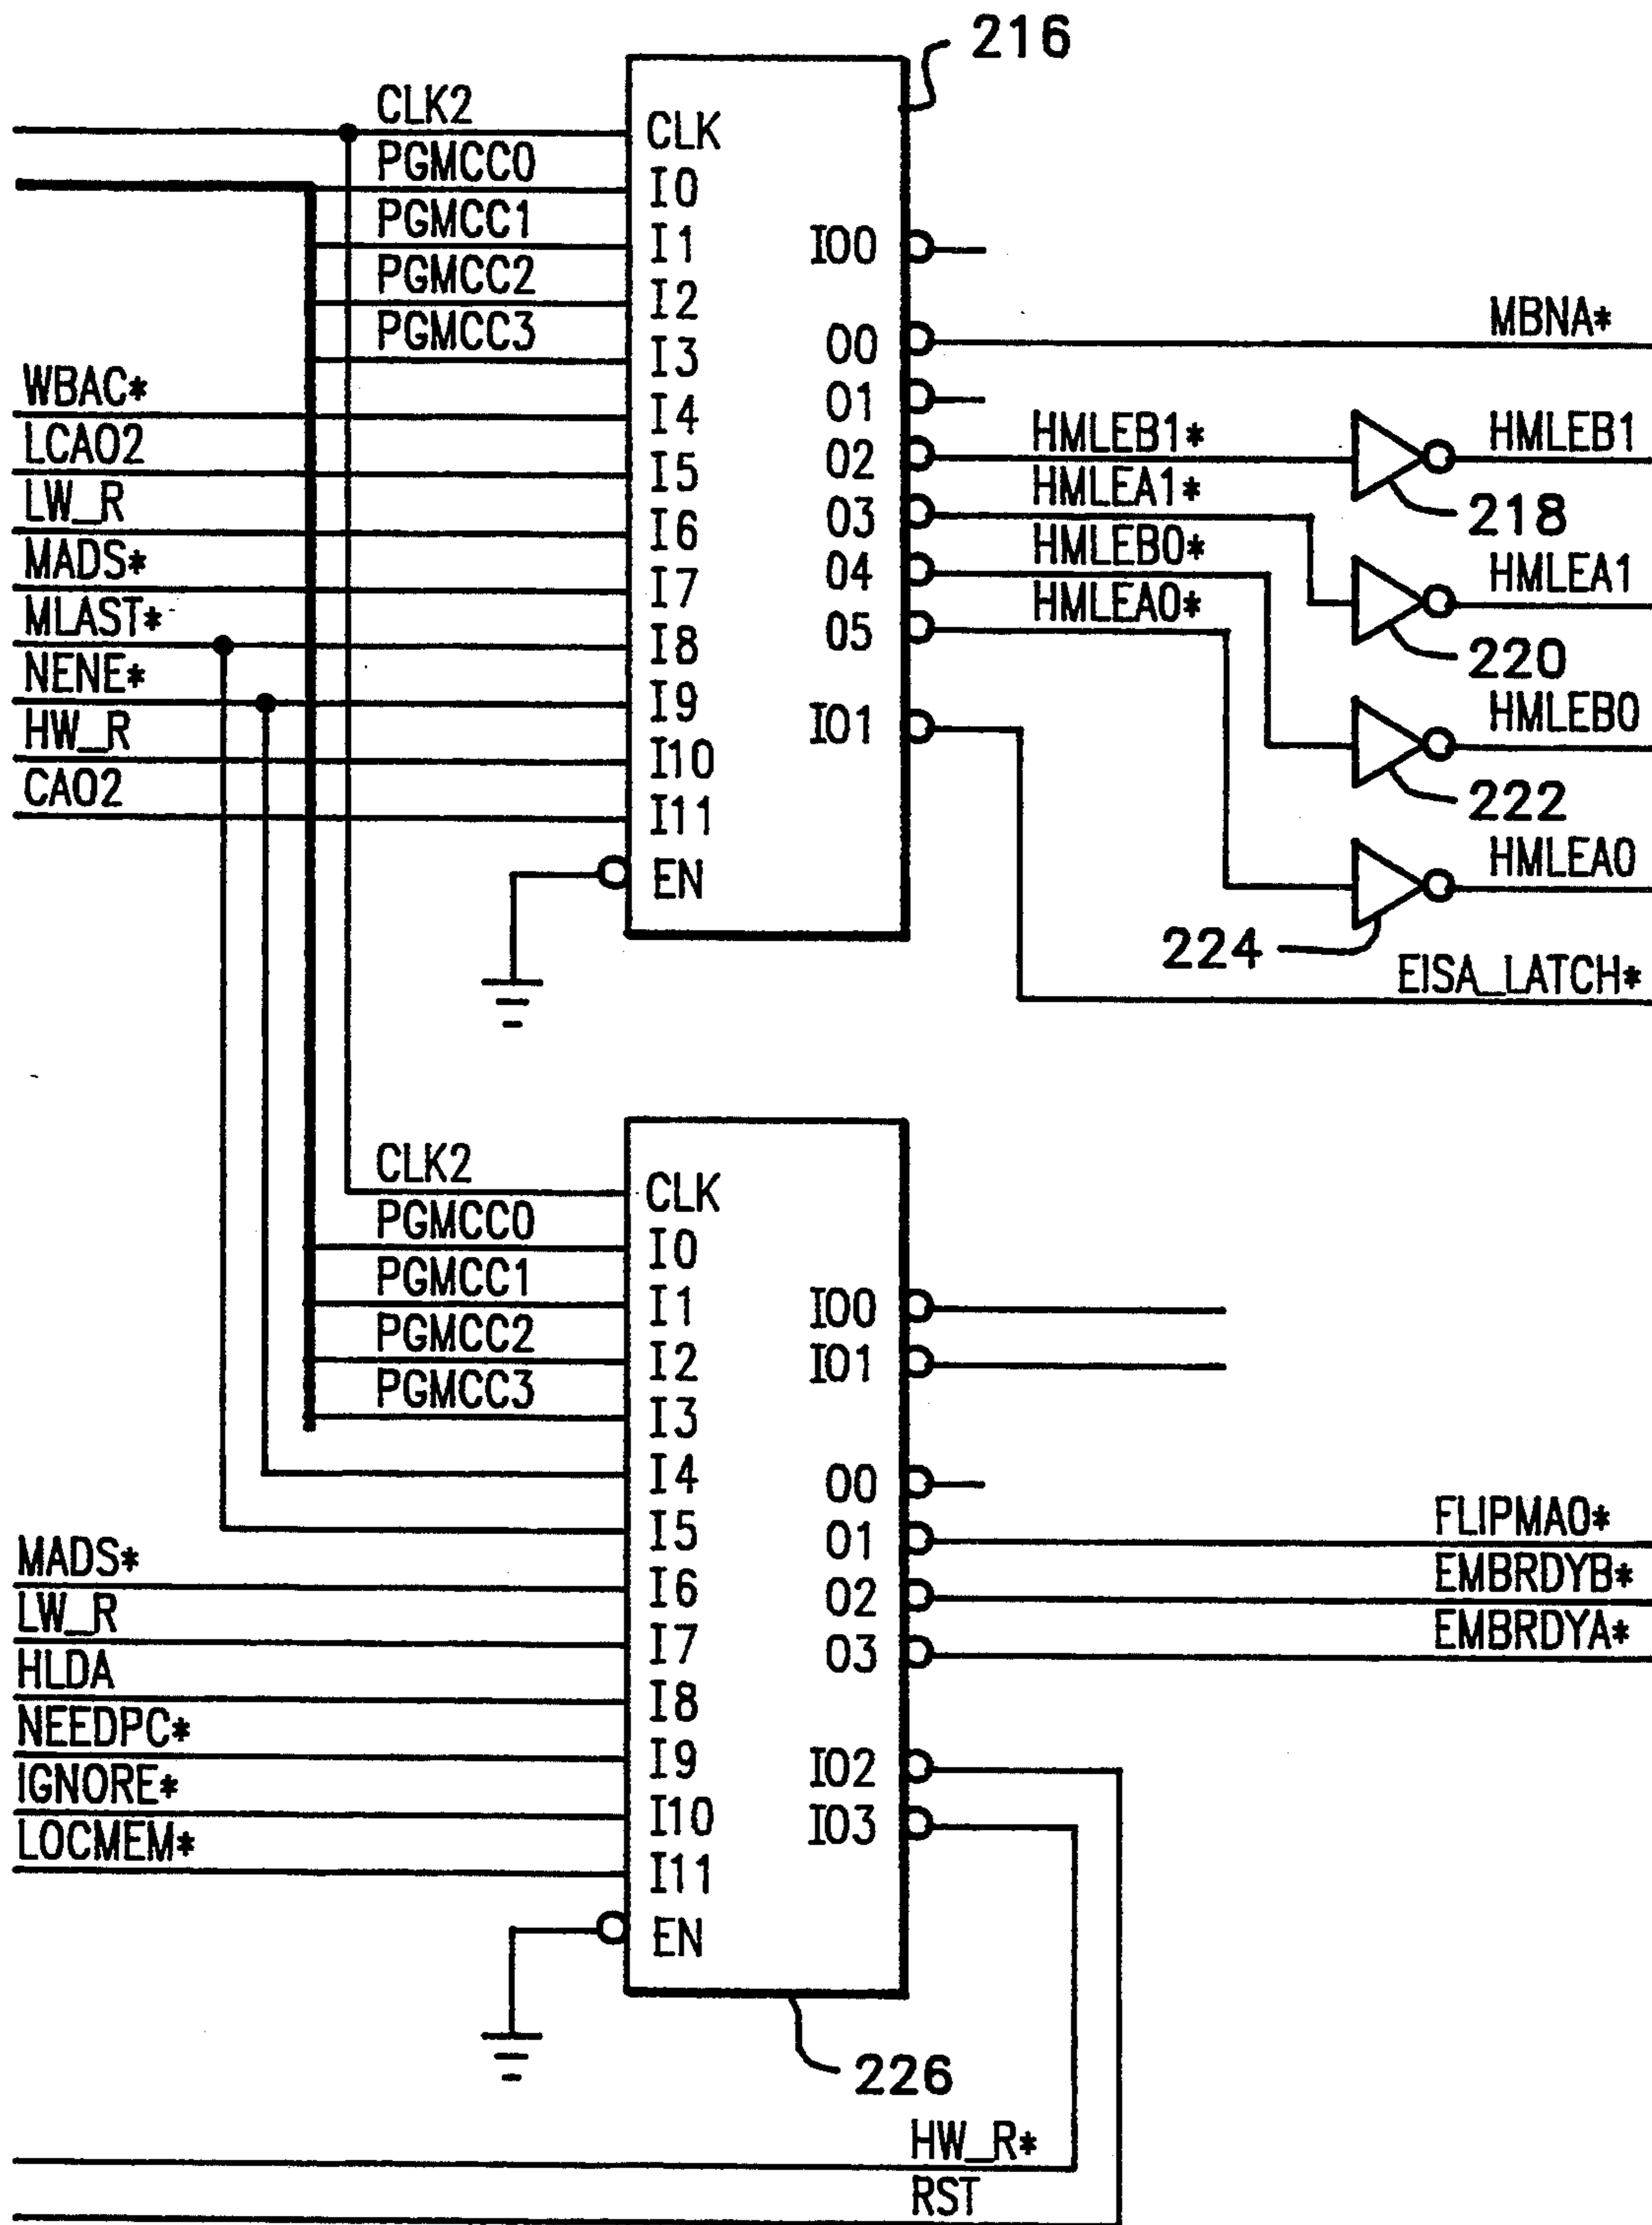 216
CLK2
CLK
PGMCC0
I0
PGMCC1
I1
IO0
PGMCC2
I2
MBNA*
PGMCC3
I3
O0
WBAC*
I4
O1
LCAO2
I5
O2
HMLEB1*
HMLEB1
218
LW_R
I6
O3
HMLEA1*
HMLEA1
220
MADS*
I7
O4
HMLEB0*
HMLEB0
222
MLAST*
I8
O5
HMLEA0*
HMLEA0
224
NENE*
I9
IO1
HW_R
I10
CAO2
I11
EN
EISA_LATCH*
CLK2
CLK
PGMCC0
I0
PGMCC1
I1
IO0
PGMCC2
I2
IO1
PGMCC3
I3
I4
O0
I5
O1
FLIPMA0*
MADS*
I6
O2
EMBRDYB*
LW_R
I7
O3
EMBRDYA*
HLDA
I8
NEEDPC*
I9
IO2
IGNORE*
I10
IO3
LOCMEM*
I11
EN
226
HW_R*
RST